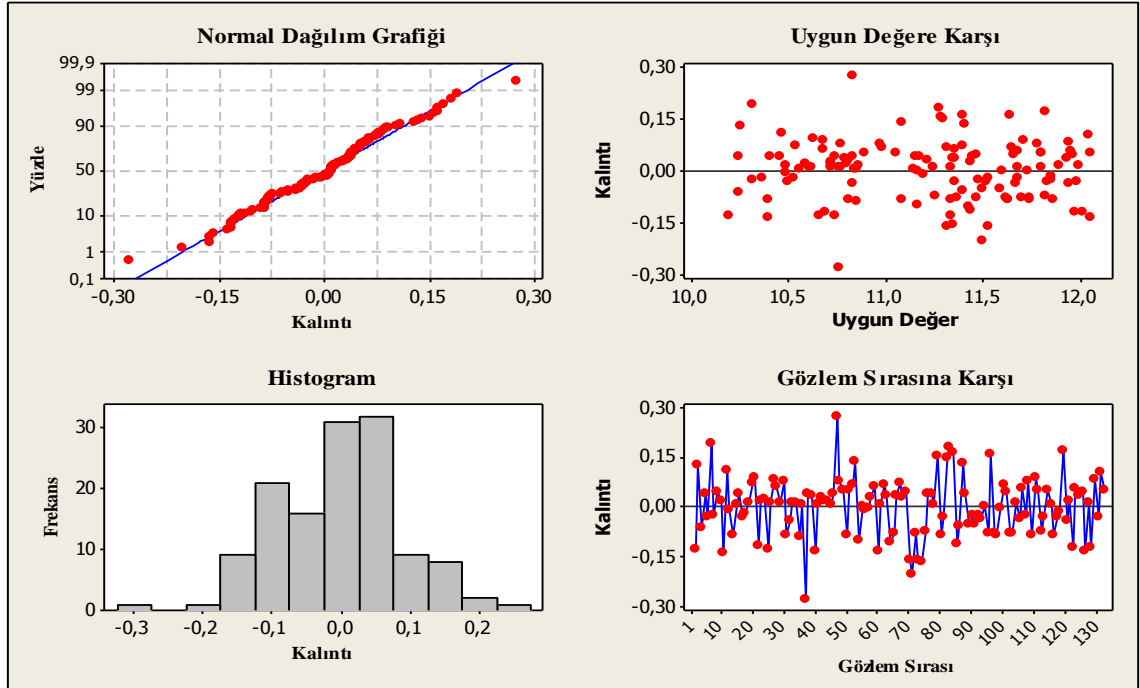 Normal Dağılım Grafiği
Yüzde
99,9
99
90
50
10
1
0,1
-0,30 -0,15 0,00 0,15 0,30
Kalıntı
Uygun Değere Karşı
Kalıntı
0,30
0,15
0,00
-0,15
-0,30
10,0 10,5 11,0 11,5 12,0
Uygun Değer
Histogram
Frekans
30
20
10
0
-0,3 -0,2 -0,1 0,0 0,1 0,2
Kalıntı
Gözlem Sırasına Karşı
Kalıntı
0,30
0,15
0,00
-0,15
-0,30
1 10 20 30 40 50 60 70 80 90 100 110 120 130
Gözlem Sırası